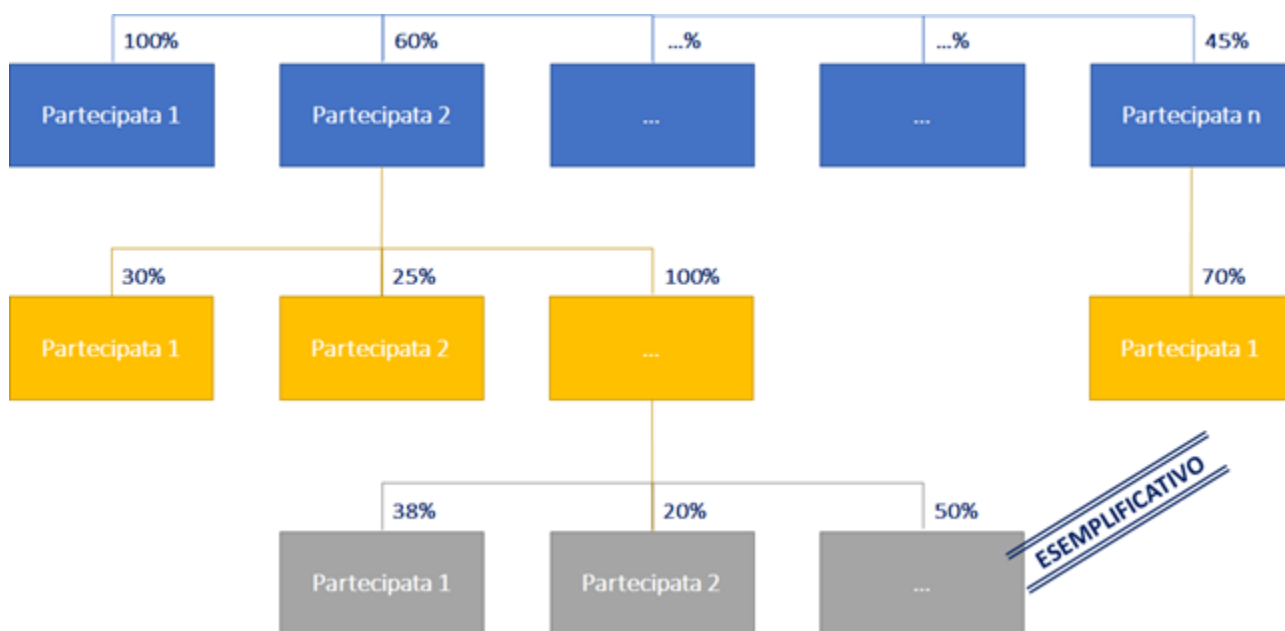 100%
60%
...%
...%
45%
Partecipata 1
Partecipata 2
...
...
Partecipata n
30%
25%
100%
70%
Partecipata 1
Partecipata 2
...
Partecipata 1
38%
20%
50%
Partecipata 1
Partecipata 2
...
ESEMPLIFICATIVO